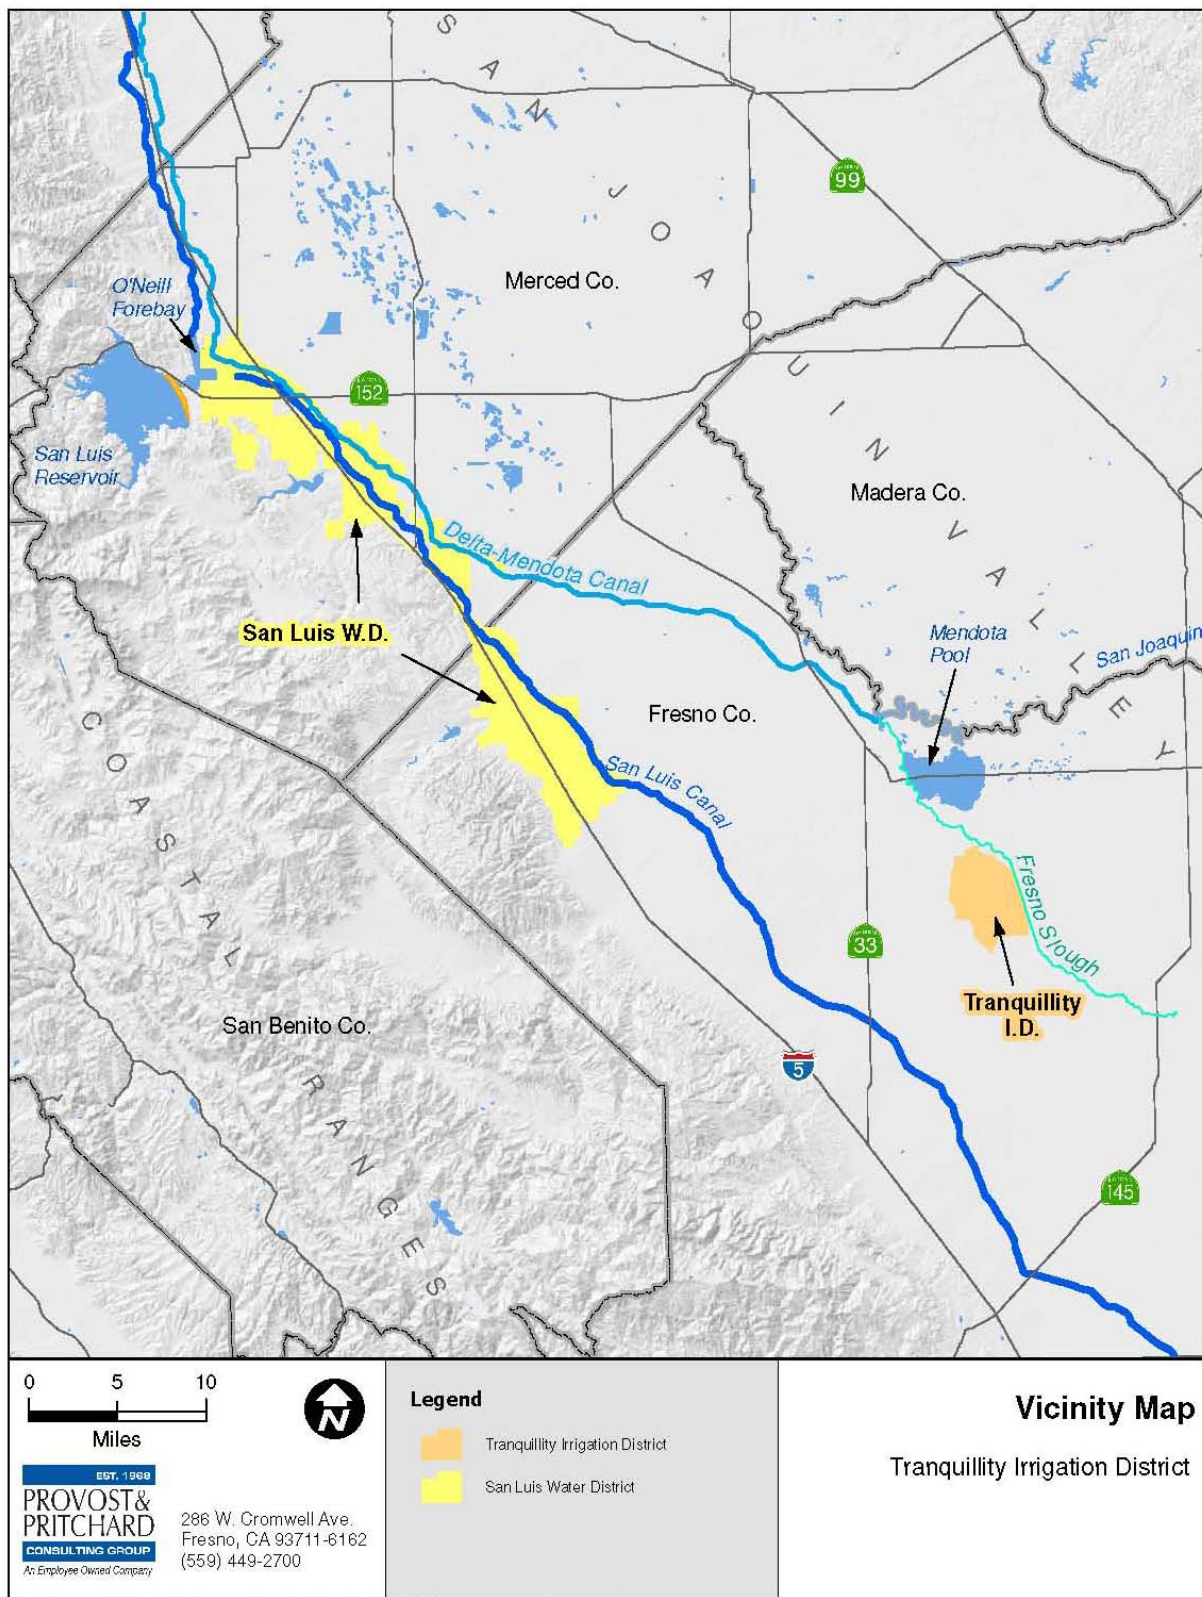 SAN JOAQUIN VALLEY
99
O'Neill
Forebay
Merced Co.
152
San Luis
Reservoir
Madera Co.
Delta-Mendota Canal
San Luis W.D.
Mendota
Pool
San Joaquin
Fresno Co.
San Luis Canal
COASTAL RANGES
Fresno Slough
33
Tranquillity
I.D.
San Benito Co.
5
145
0 5 10
Miles
N
EST. 1968
PROVOST&
PRITCHARD
CONSULTING GROUP
An Employee Owned Company
286 W. Cromwell Ave.
Fresno, CA 93711-6162
(559) 449-2700
Legend
Tranquillity Irrigation District
San Luis Water District
Vicinity Map
Tranquillity Irrigation District